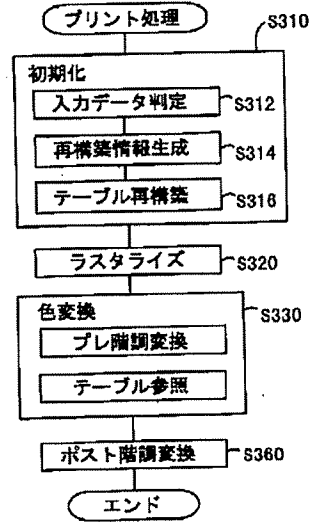 プリント処理
S310
初期化
入力データ判定
S312
再構築情報生成
S314
テーブル再構築
S316
ラスタライズ
S320
色変換
S330
プレ階調変換
テーブル参照
ポスト階調変換
S360
エンド